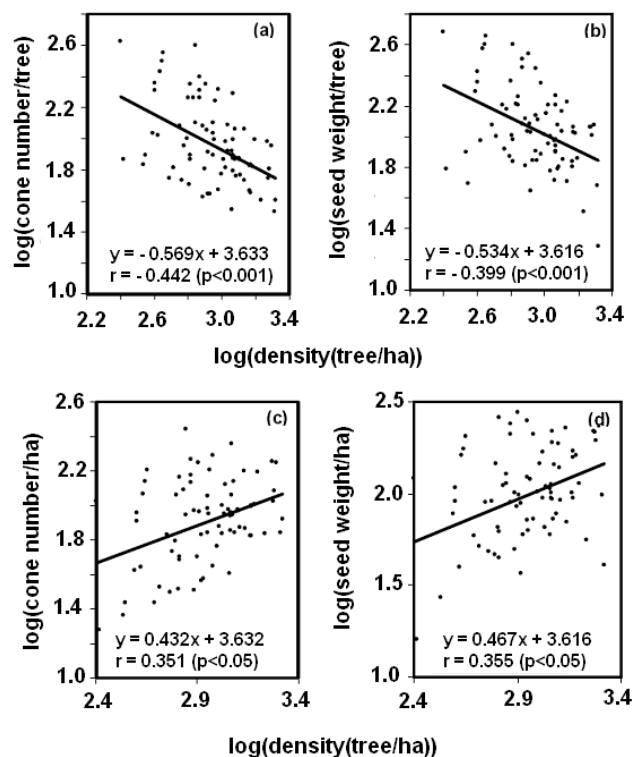 (a)
log(cone number/tree)
2.6
2.2
1.8
1.4
1.0
y = - 0.569x + 3.633
r = - 0.442 (p<0.001)
2.2 2.6 3.0 3.4
(b)
log(seed weight/tree)
2.6
2.2
1.8
1.4
1.0
y = - 0.534x + 3.616
r = - 0.399 (p<0.001)
2.2 2.6 3.0 3.4
log(density(tree/ha))
(c)
log(cone number/ha)
2.6
2.2
1.8
1.4
1.0
y = 0.432x + 3.632
r = 0.351 (p<0.05)
2.4 2.9 3.4
(d)
log(seed weight/ha)
2.5
2.0
1.5
1.0
y = 0.467x + 3.616
r = 0.355 (p<0.05)
2.4 2.9 3.4
log(density(tree/ha))